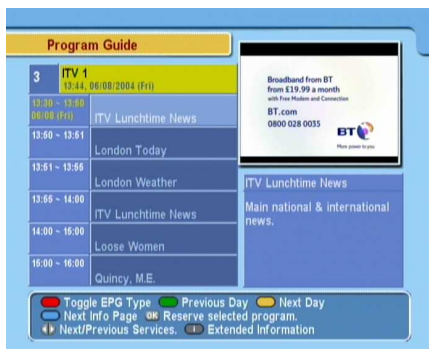 Program Guide
3 ITV 1
13:44, 06/08/2004 (Fri)
13:30 ~ 13:50
06/08 (Fri)
ITV Lunchtime News
13:50 ~ 13:51
London Today
13:51 ~ 13:55
London Weather
13:55 ~ 14:00
ITV Lunchtime News
14:00 ~ 15:00
Loose Women
15:00 ~ 16:00
Quincy, M.E.
Broadband from BT
from £19.99 a month
with Free Modem and Connection
BT.com
0800 028 0035
BT
More power to you
ITV Lunchtime News
Main national & international
news.
Toggle EPG Type Previous Day Next Day
Next Info Page OK Reserve selected program.
Next/Previous Services. i Extended Information